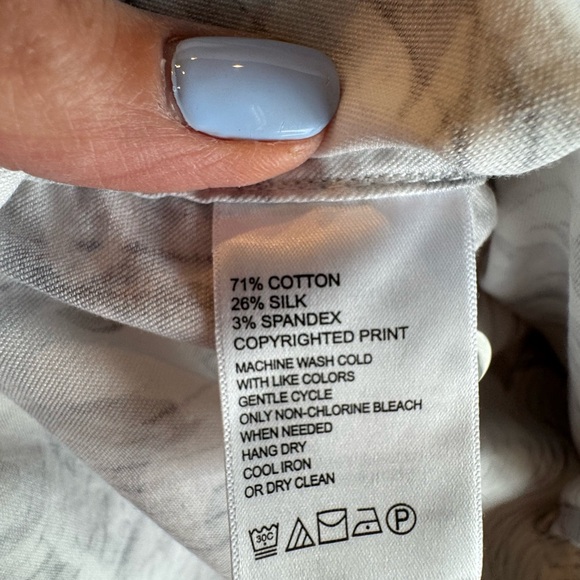 71% COTTON
26% SILK
3% SPANDEX
COPYRIGHTED PRINT
MACHINE WASH COLD
WITH LIKE COLORS
GENTLE CYCLE
ONLY NON-CHLORINE BLEACH
WHEN NEEDED
HANG DRY
COOL IRON
OR DRY CLEAN
30C P